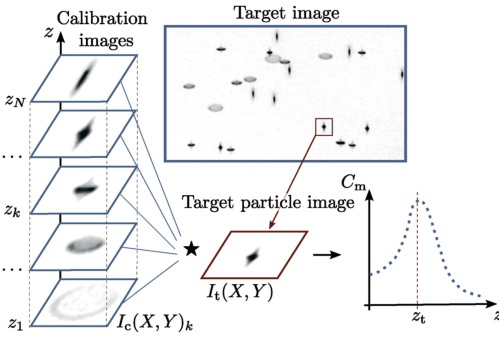 z
Calibration
images
Target image
z_N
...
z_k
...
z_1
I_c(X,Y)_k
Target particle image
★
I_t(X,Y)
C_m
z_t
z